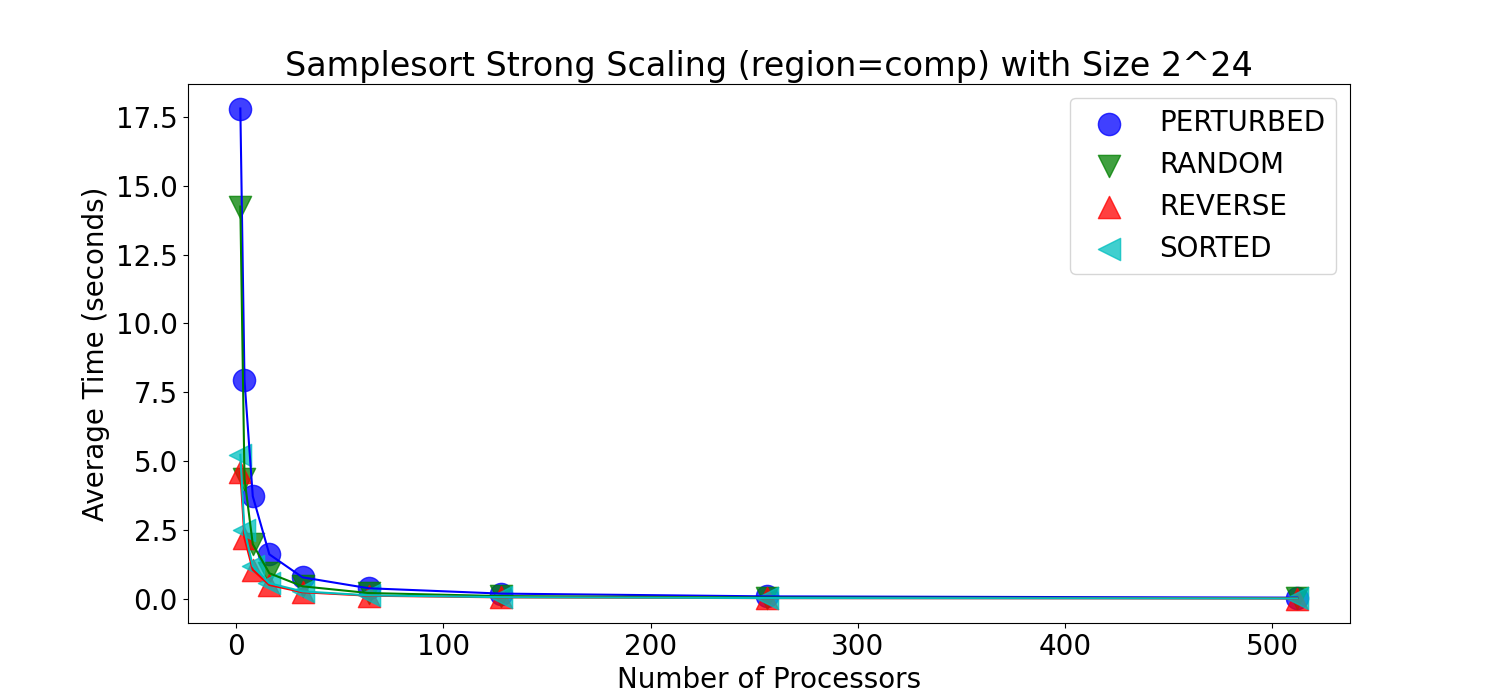 Samplesort Strong Scaling (region=comp) with Size 2^24
Average Time (seconds)
17.5
15.0
12.5
10.0
7.5
5.0
2.5
0.0
PERTURBED
RANDOM
REVERSE
SORTED
0 100 200 300 400 500
Number of Processors